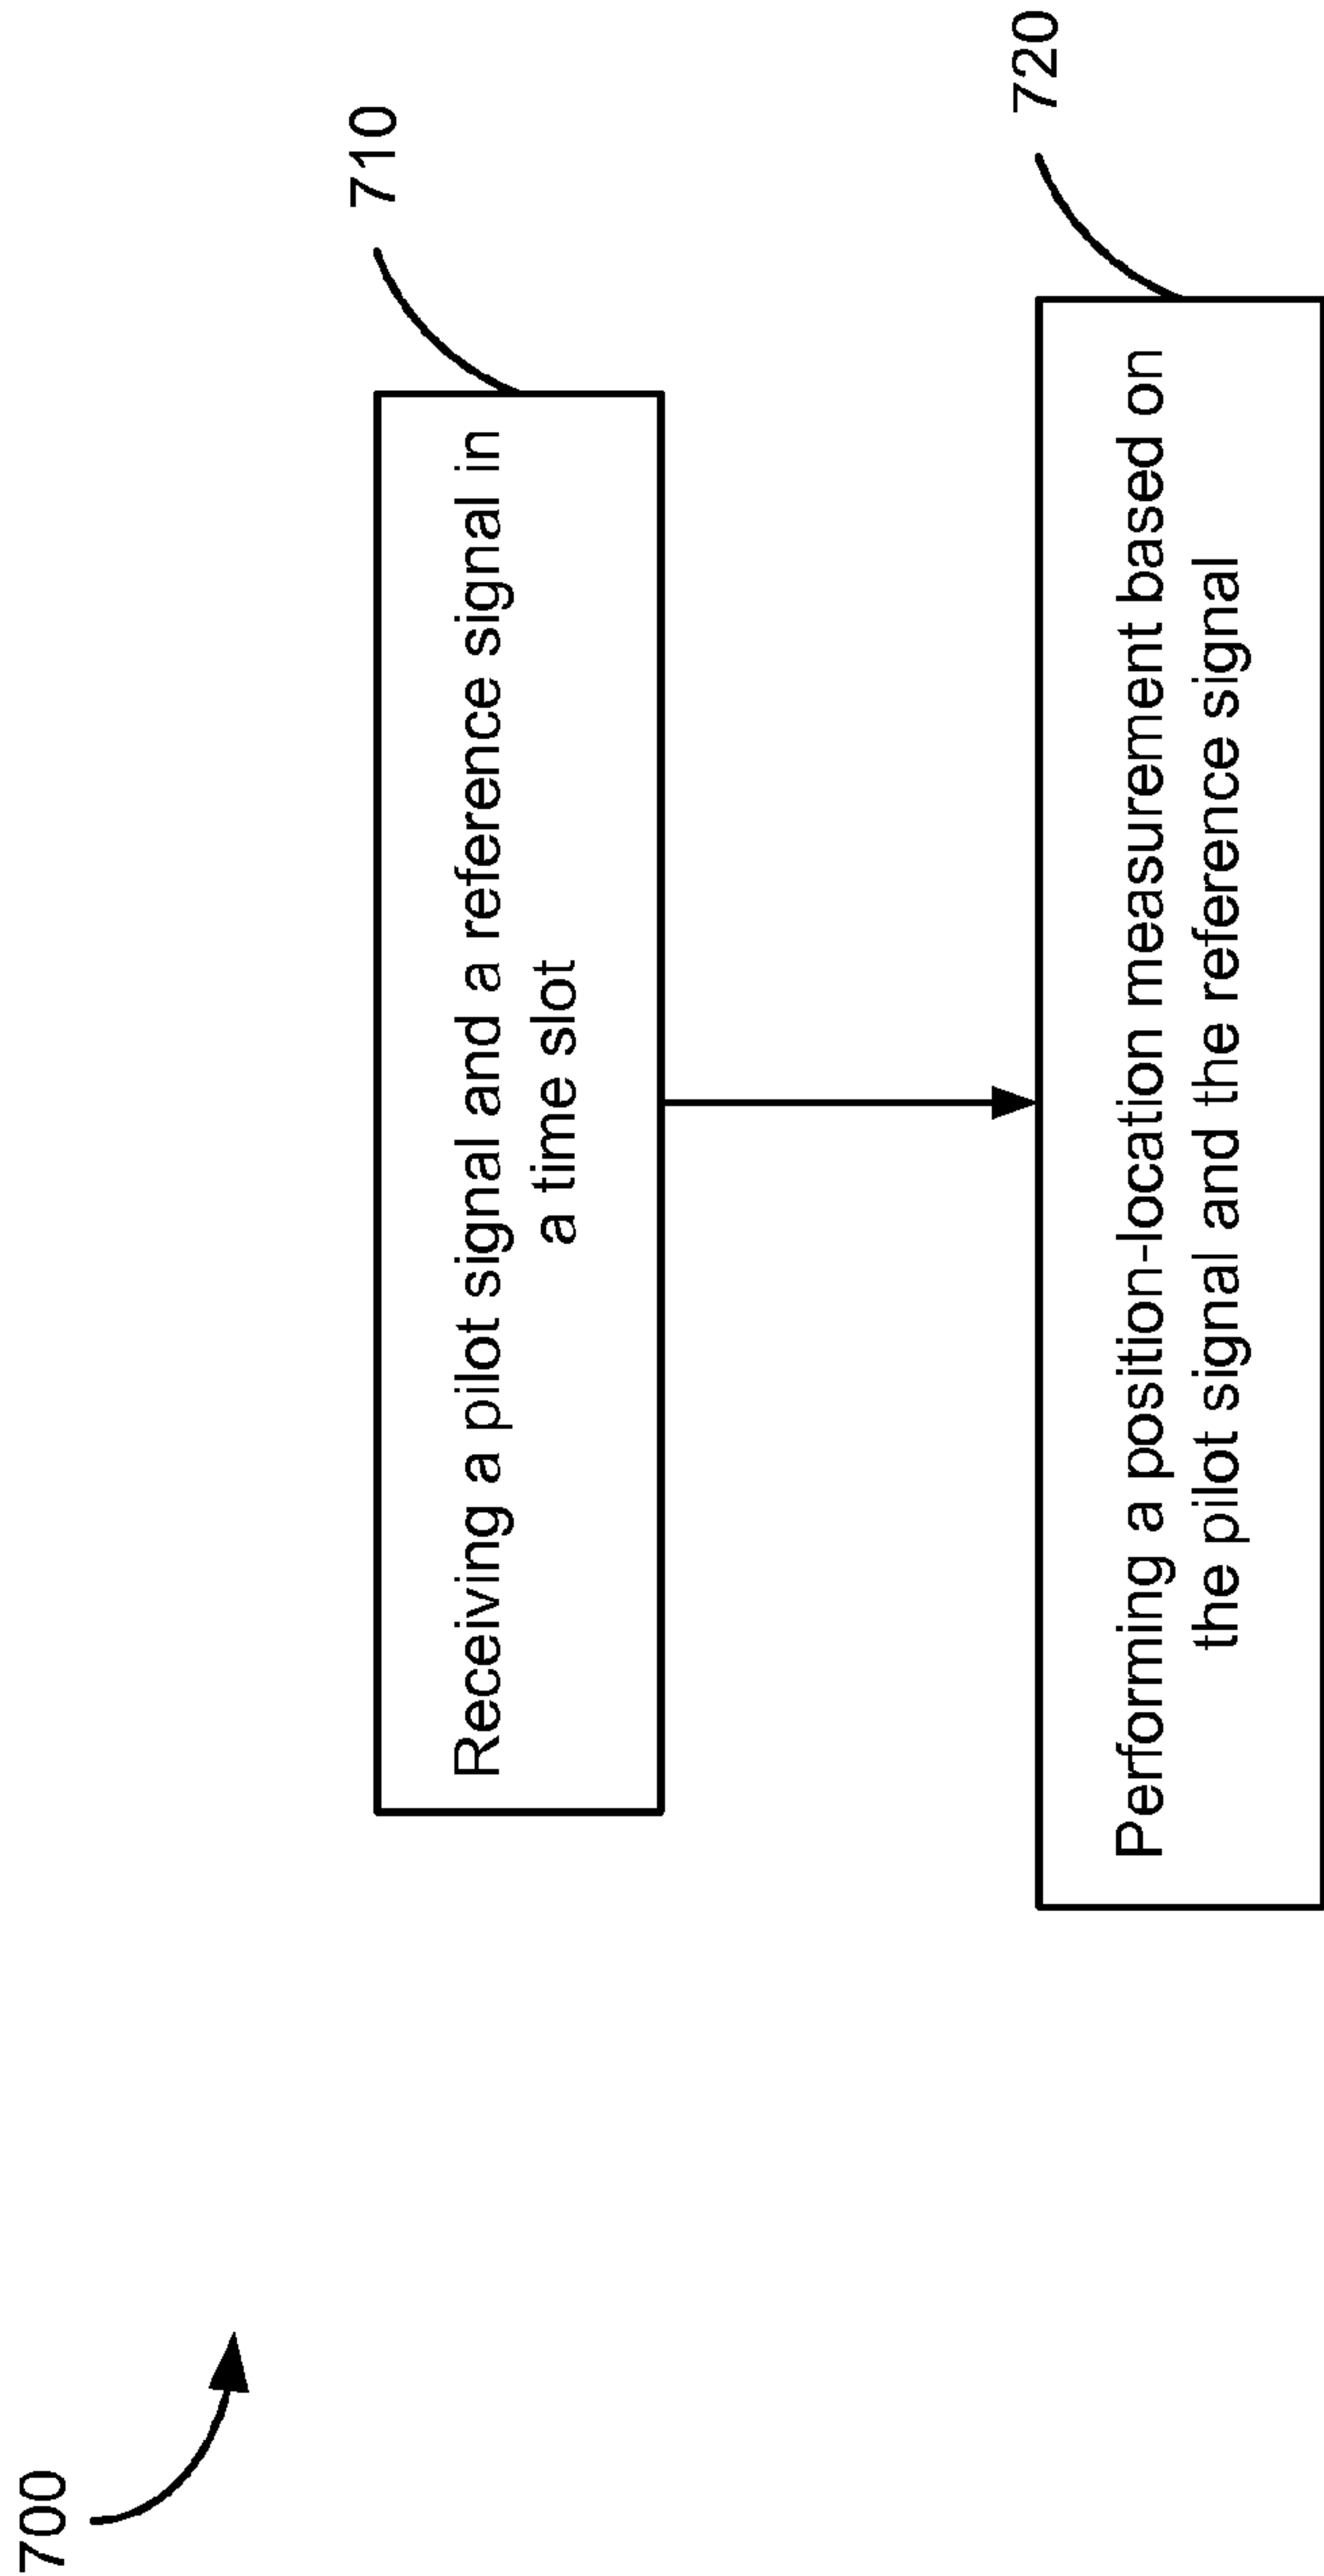 700
710
Receiving a pilot signal and a reference signal in
a time slot
720
Performing a position-location measurement based on
the pilot signal and the reference signal